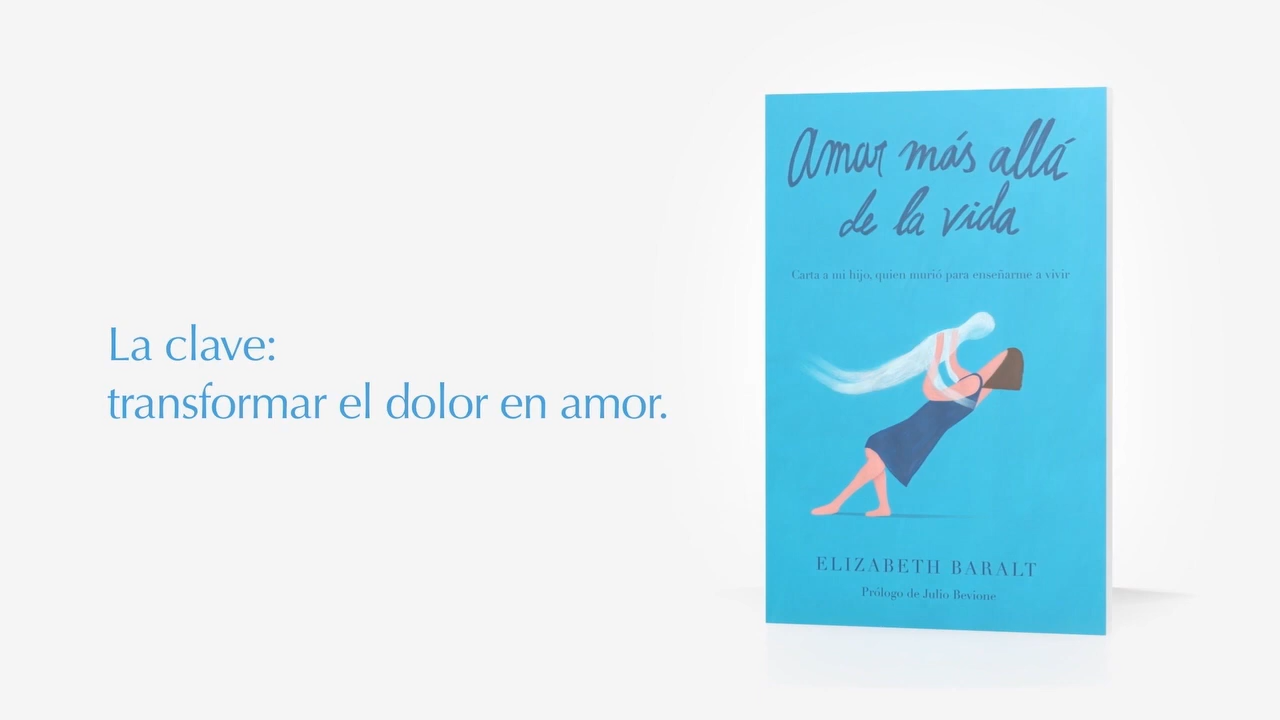 La clave:
transformar el dolor en amor.
Amar más allá
de la vida
Carta a mi hijo, quien murió para enseñarme a vivir
ELIZABETH BARALT
Prólogo de Julio Bevione